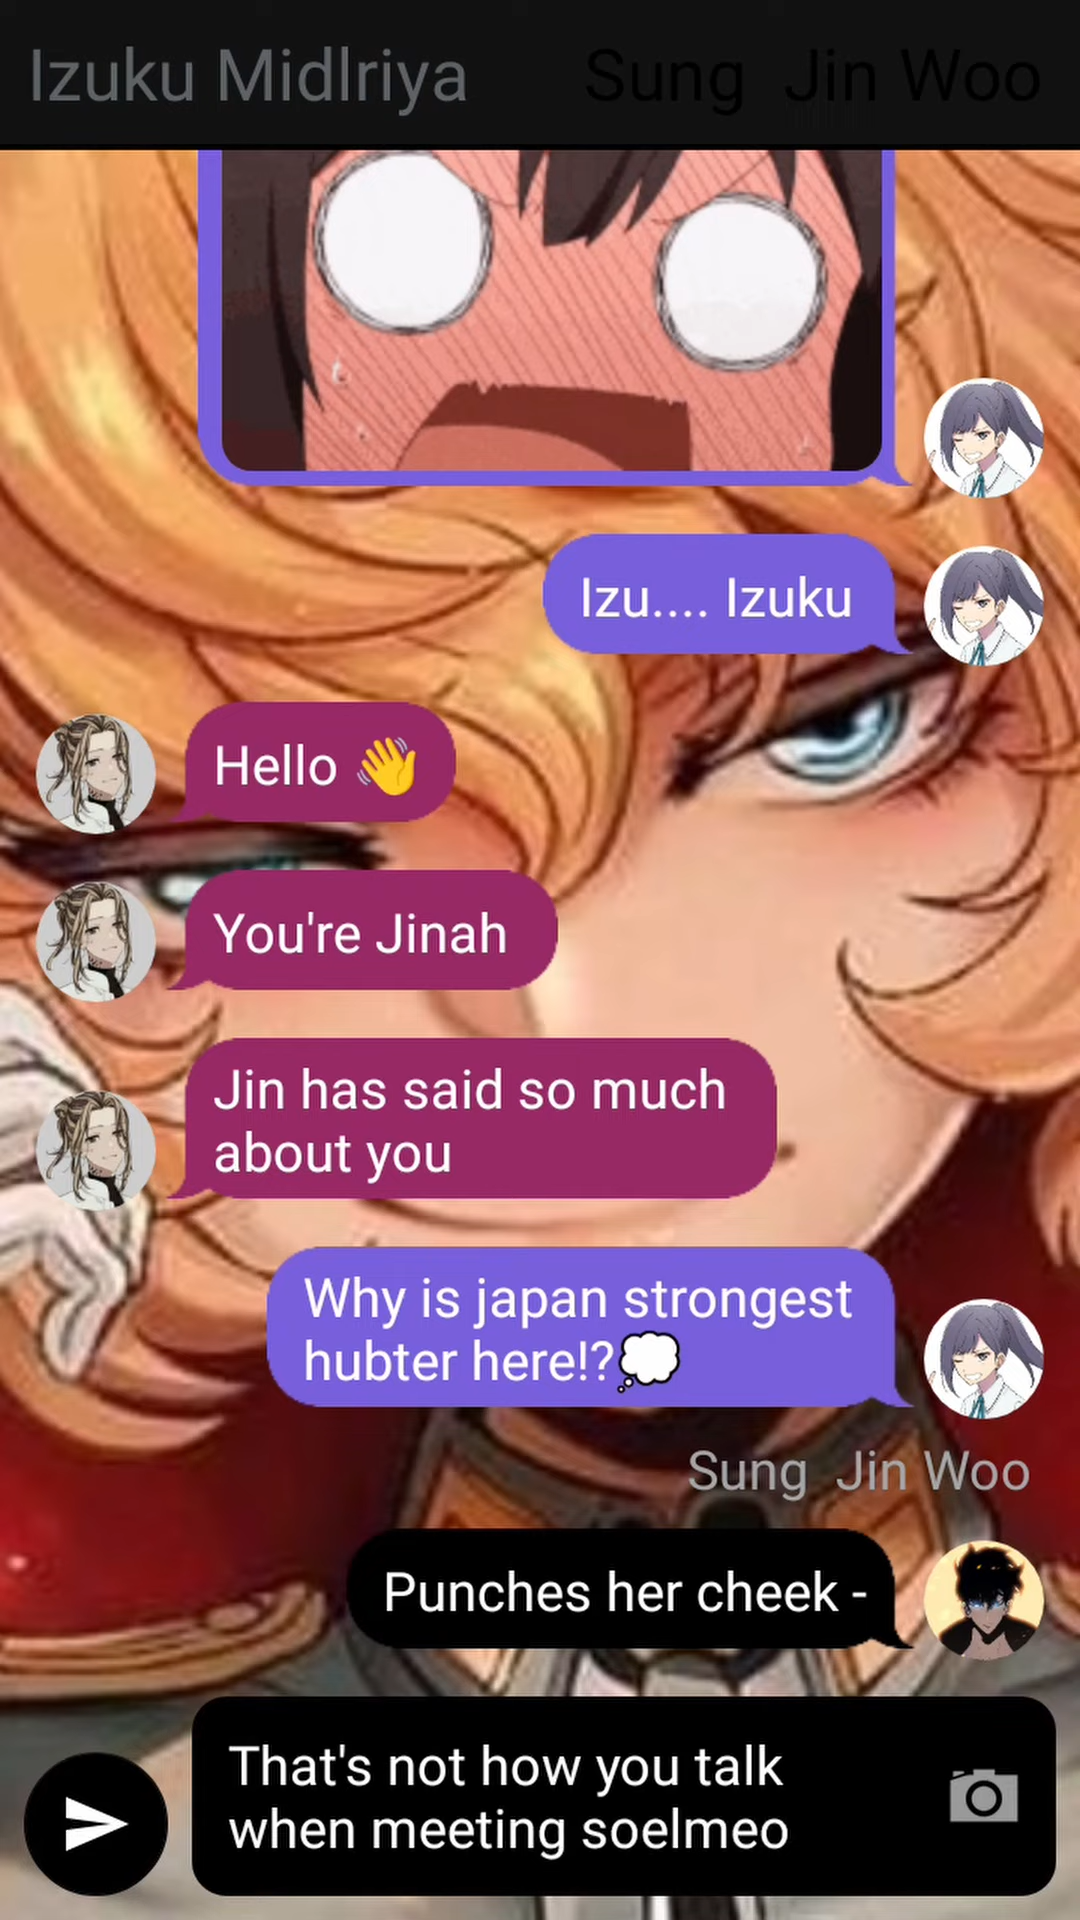 Izuku Midlriya
Sung Jin Woo
Izu.... Izuku
Hello 👋
You're Jinah
Jin has said so much
about you
Why is japan strongest
hubter here!?💭
Sung Jin Woo
Punches her cheek -
That's not how you talk
when meeting soelmeo